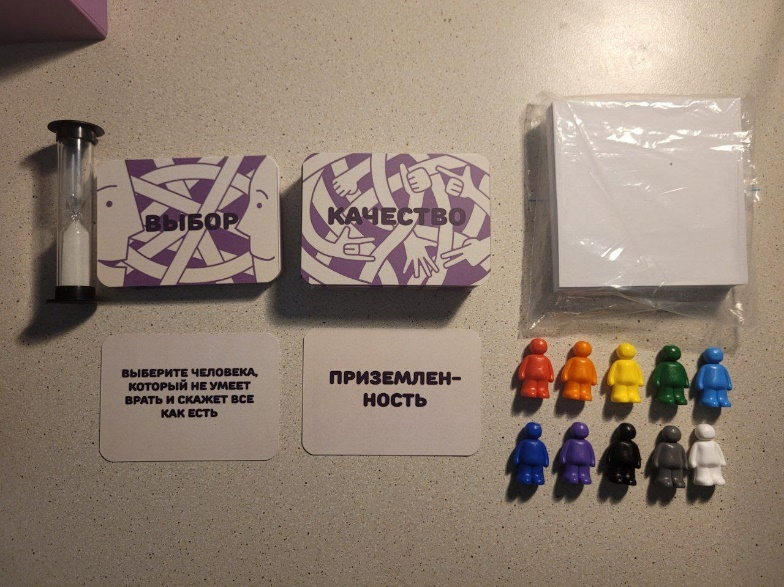 ВЫБОР
КАЧЕСТВО
ВЫБЕРИТЕ ЧЕЛОВЕКА,
КОТОРЫЙ НЕ УМЕЕТ
ВРАТЬ И СКАЖЕТ ВСЕ
КАК ЕСТЬ
ПРИЗЕМЛЕН-
НОСТЬ